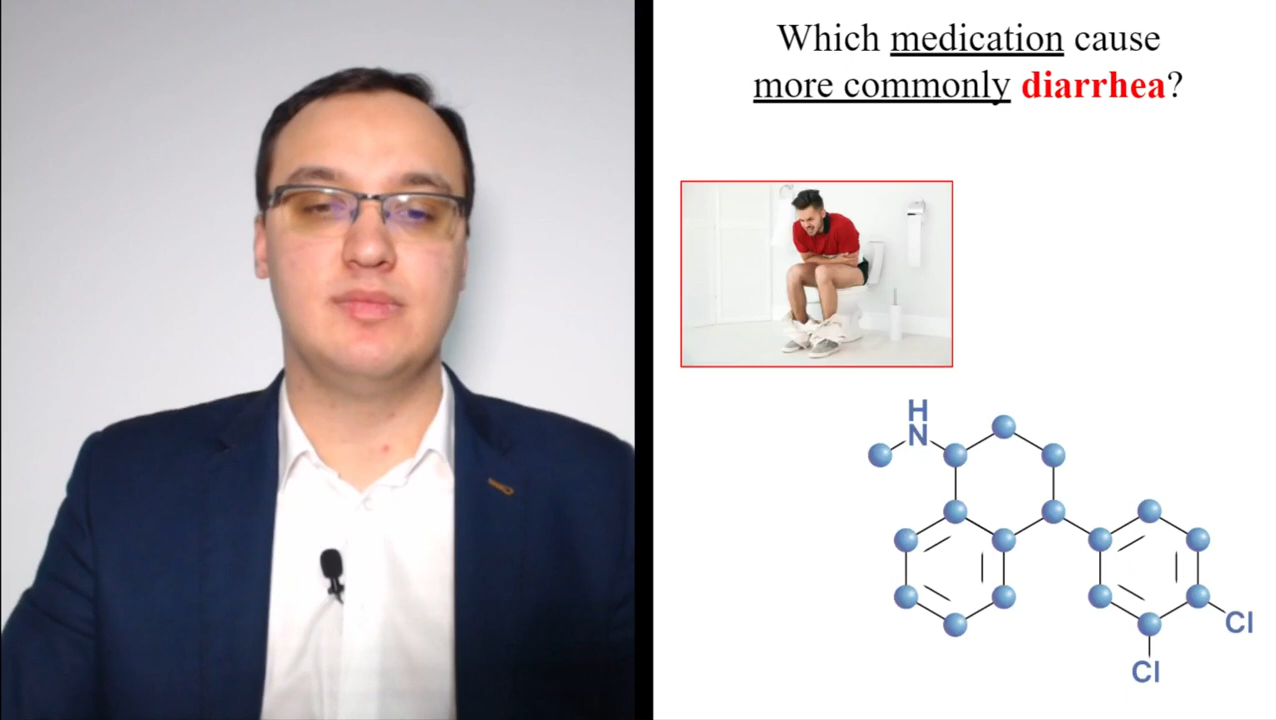 Which medication cause
more commonly diarrhea?
H
N
Cl
Cl